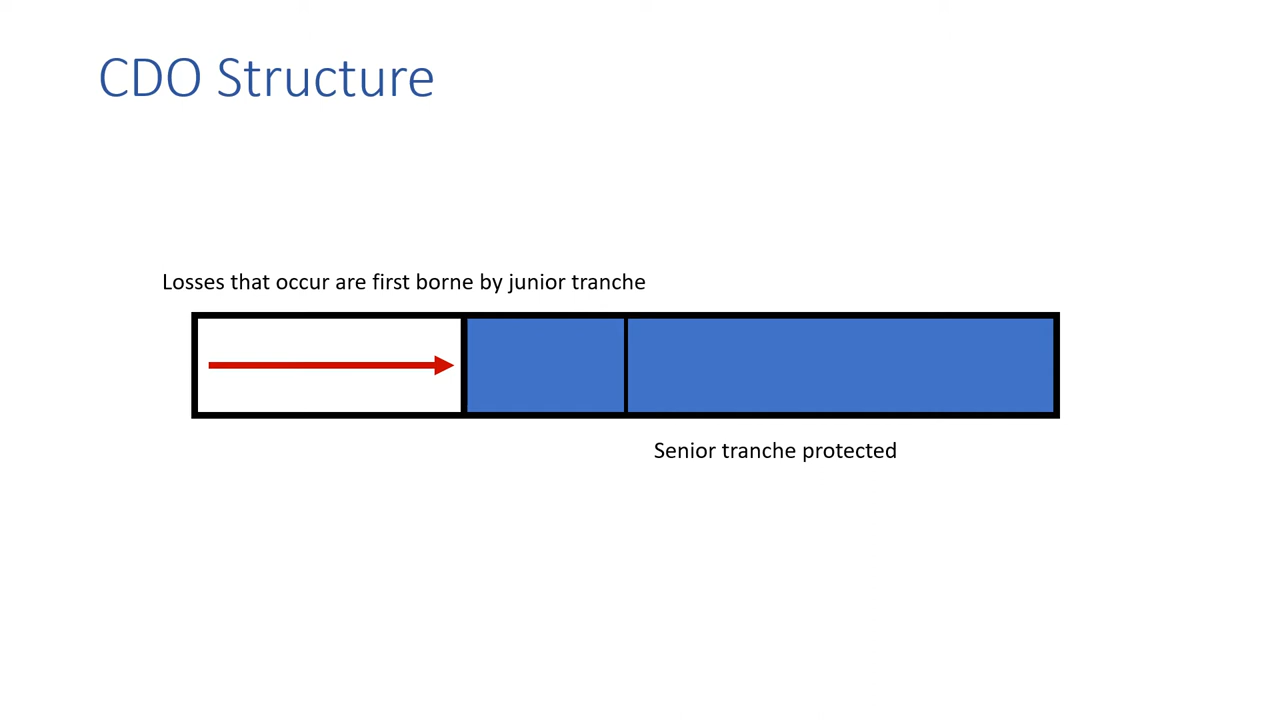 CDO Structure
Losses that occur are first borne by junior tranche
Senior tranche protected